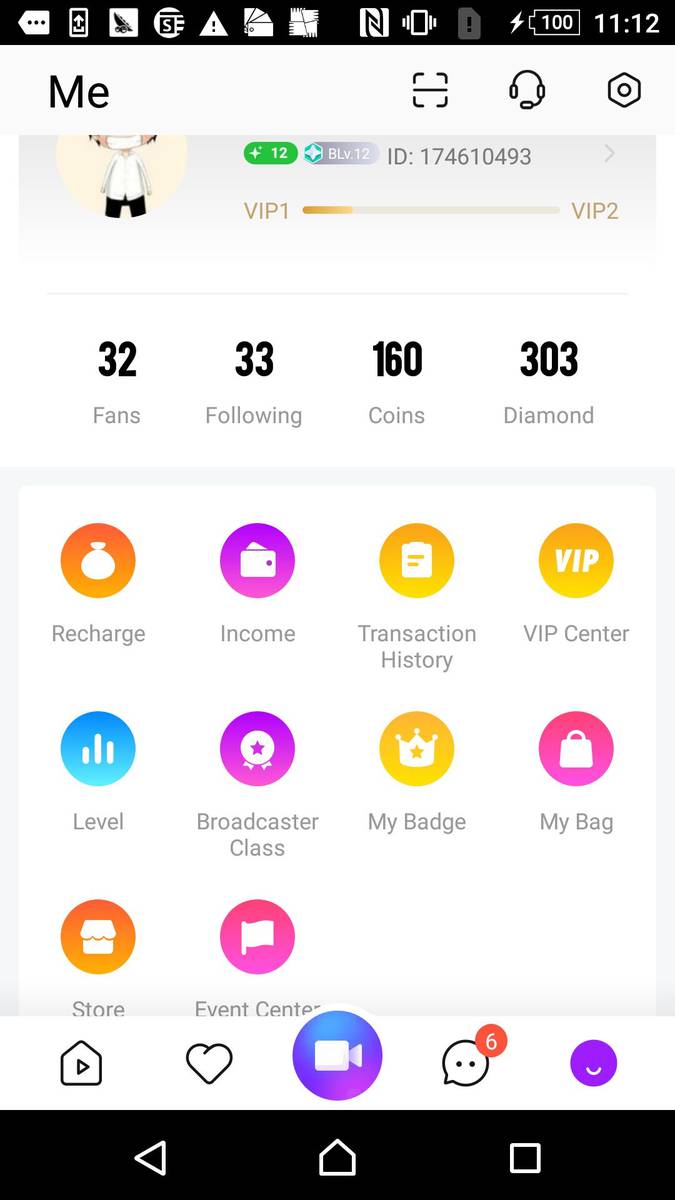 100 11:12
Me
12 BLv.12 ID: 174610493
VIP1 VIP2
32 33 160 303
Fans Following Coins Diamond
VIP
Recharge Income Transaction VIP Center
History
Level Broadcaster My Badge My Bag
Class
Store Event Center
6